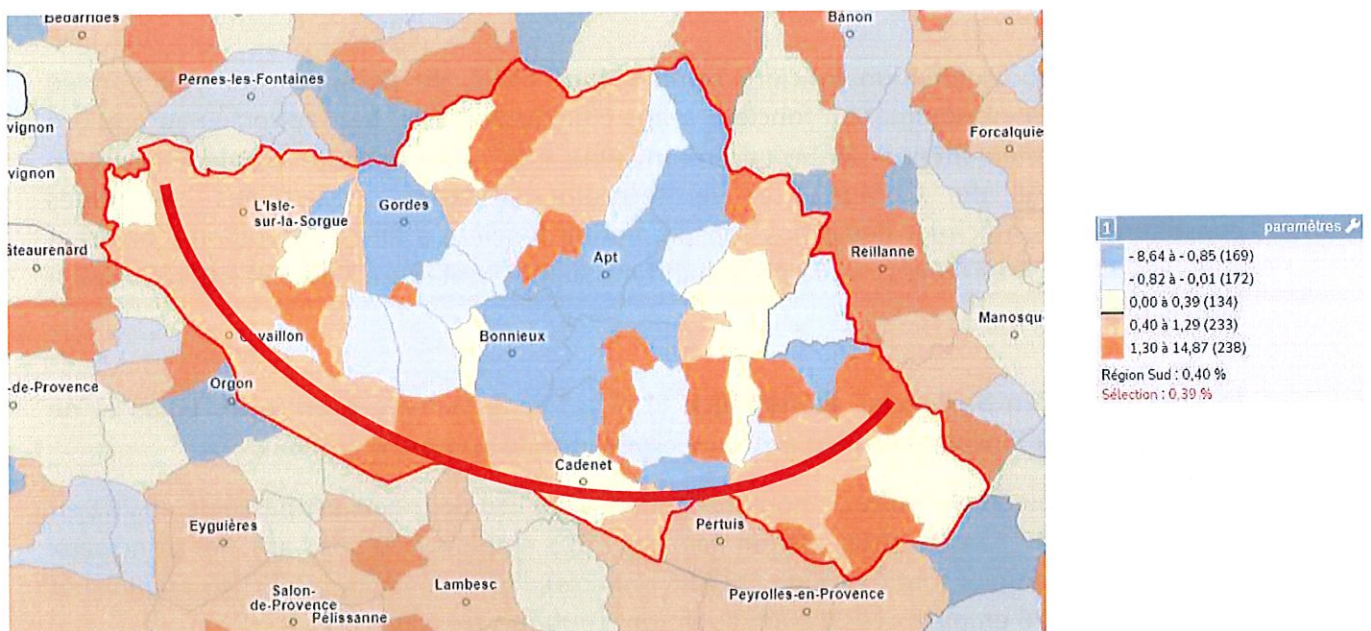 Bédarrides
Banon
Pernes-les-Fontaines
vignon
Forcalquie
vignon
L'Isle-
sur-la-Sorgue
Gordes
âteaurenard
Apt
Reillanne
Manosqu
Bonnieux
Orgon
-de-Provence
Cadenet
Eyguières
Pertuis
Lambesc
Salon-
de-Provence
Pélissanne
Peyrolles-en-Provence
1 paramètres
- 8,64 à - 0,85 (169)
- 0,82 à - 0,01 (172)
0,00 à 0,39 (134)
0,40 à 1,29 (233)
1,30 à 14,87 (238)
Région Sud : 0,40 %
Sélection : 0,39 %